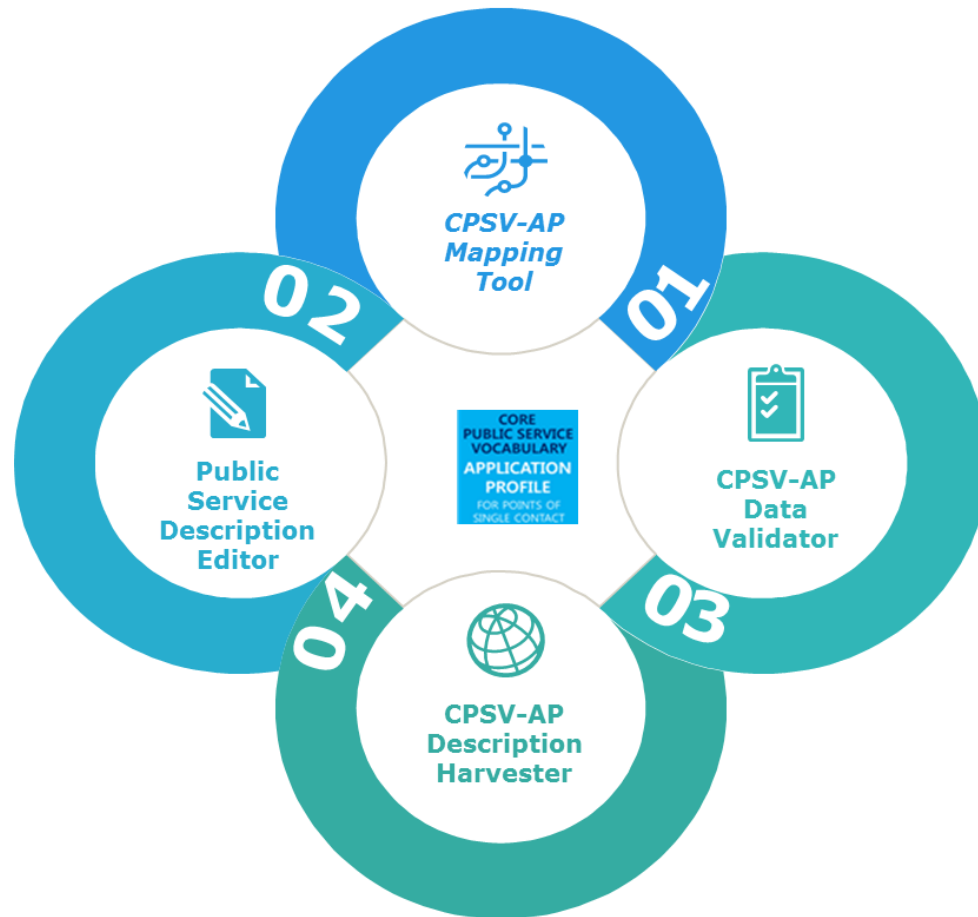 CPSV-AP
Mapping
Tool
01
02
Public
Service
Description
Editor
CORE
PUBLIC SERVICE
VOCABULARY
APPLICATION
PROFILE
FOR POINTS OF
SINGLE CONTACT
CPSV-AP
Data
Validator
03
04
CPSV-AP
Description
Harvester